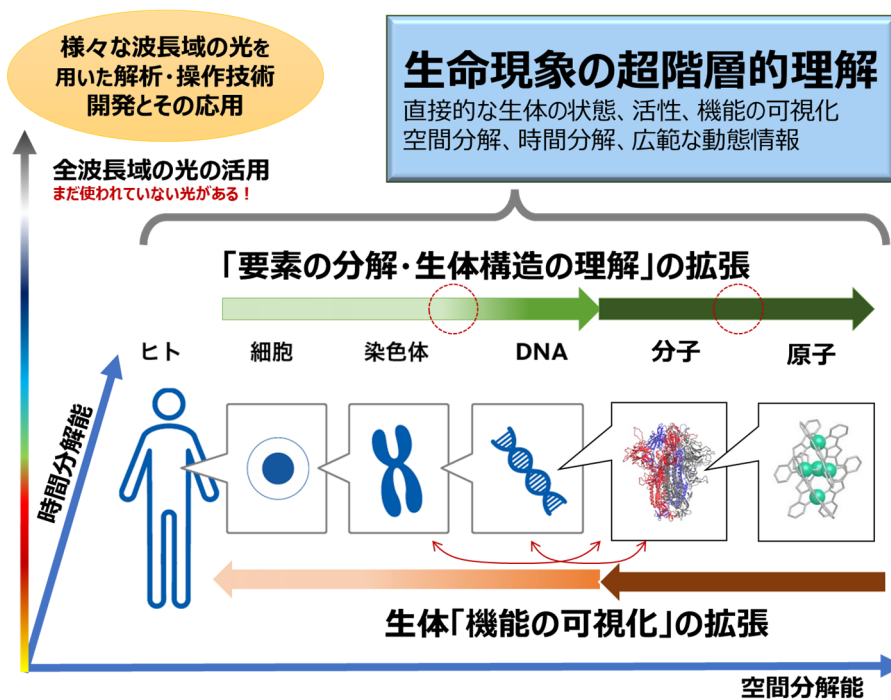 様々な波長域の光を
用いた解析・操作技術
開発とその応用
生命現象の超階層的理解
直接的な生体の状態、活性、機能の可視化
空間分解、時間分解、広範な動態情報
全波長域の光の活用
まだ使われていない光がある！
「要素の分解・生体構造の理解」の拡張
ヒト
細胞
染色体
DNA
分子
原子
時間分解能
生体「機能の可視化」の拡張
空間分解能